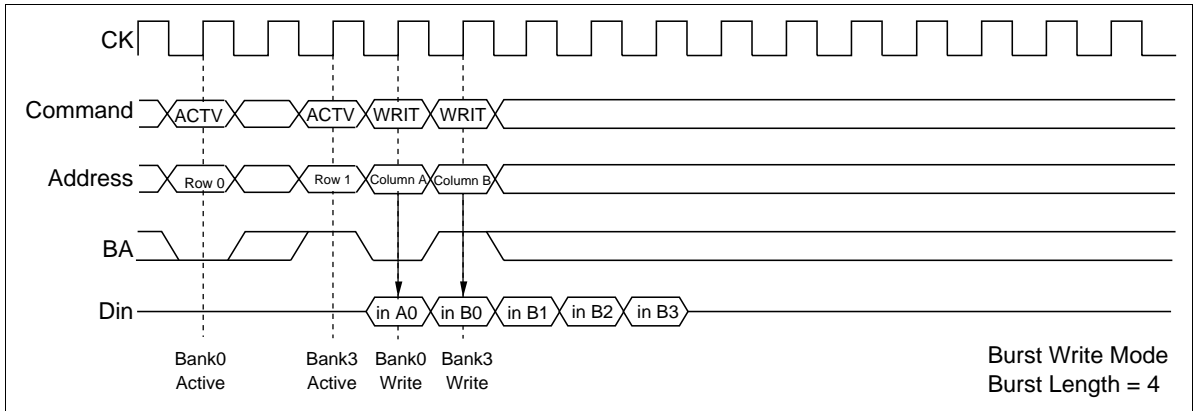 CK
Command ACTV ACTV WRIT WRIT
Address Row 0 Row 1 Column A Column B
BA
Din in A0 in B0 in B1 in B2 in B3
Bank0 Bank3 Bank0 Bank3
Active Active Write Write
Burst Write Mode
Burst Length = 4